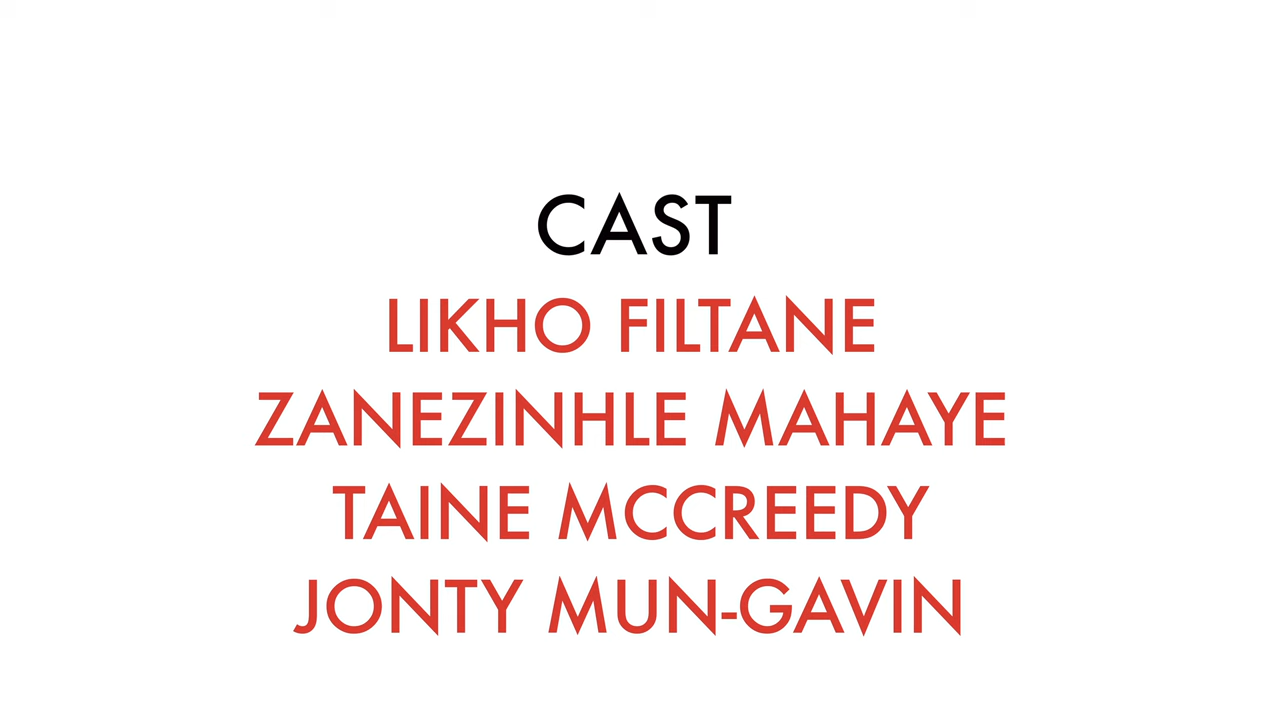 CAST
LIKHO FILTANE
ZANEZINHLE MAHAYE
TAINE MCCREEDY
JONTY MUN-GAVIN